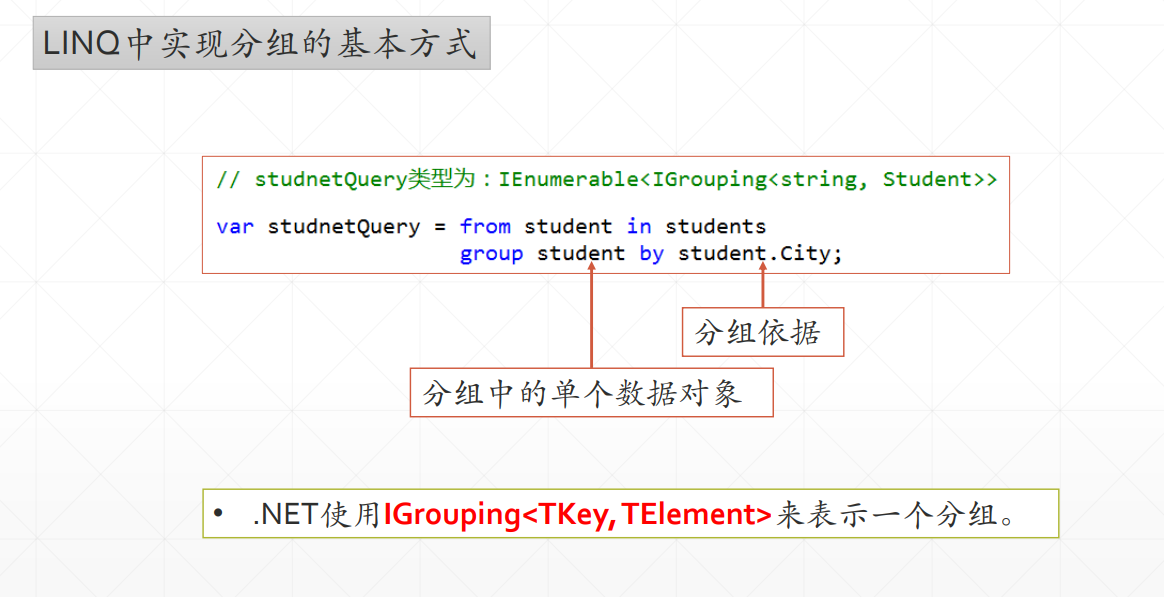 LINQ中实现分组的基本方式
// studnetQuery类型为：IEnumerable<IGrouping<string, Student>>
var studnetQuery = from student in students
group student by student.City;
分组依据
分组中的单个数据对象
• .NET使用IGrouping<TKey, TElement>来表示一个分组。